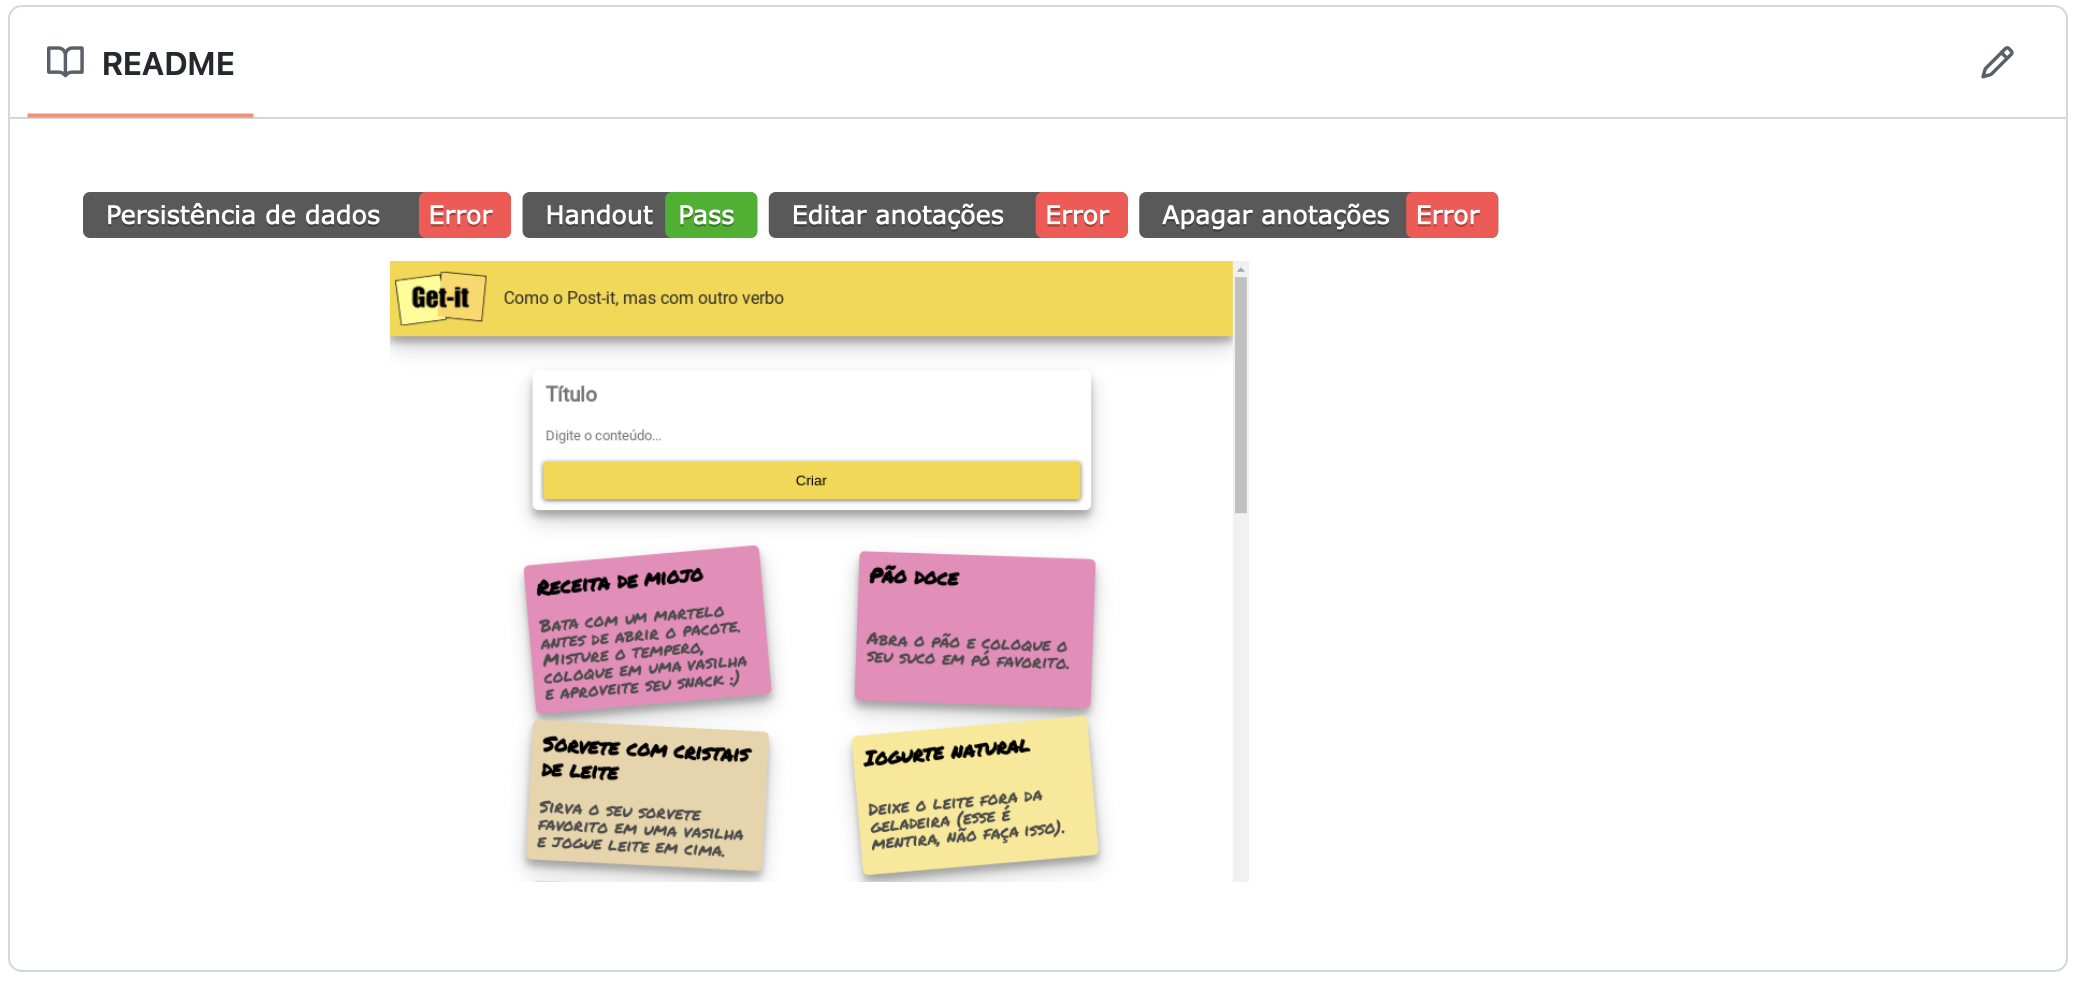 README
Persistência de dados Error Handout Pass Editar anotações Error Apagar anotações Error
Get-it Como o Post-it, mas com outro verbo
Título
Digite o conteúdo...
Criar
Receita de miojo
Bata com um martelo
antes de abrir o pacote.
Misture o tempero,
coloque em uma vasilha
e aproveite seu snack :)
Pão doce
Abra o pão e coloque o
seu suco em pó favorito.
Sorvete com cristais
de leite
Sirva o seu sorvete
favorito em uma vasilha
e jogue leite em cima.
Iogurte natural
Deixe o leite fora da
geladeira (esse é
mentira, não faça isso).